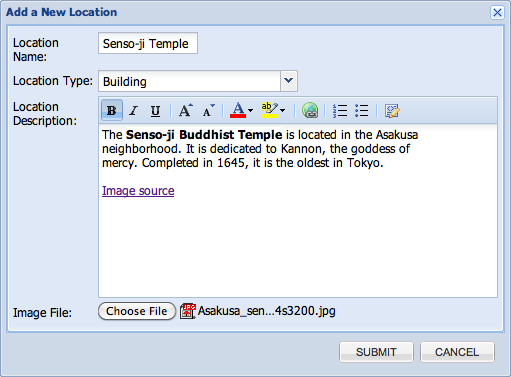 Add a New Location
Location
Name:
Senso-ji Temple
Location Type:
Building
Location
Description:
B I U A A A ab
The Senso-ji Buddhist Temple is located in the Asakusa
neighborhood. It is dedicated to Kannon, the goddess of
mercy. Completed in 1645, it is the oldest in Tokyo.
Image source
Image File:
Choose File
JPG
Asakusa_sen...4s3200.jpg
SUBMIT
CANCEL